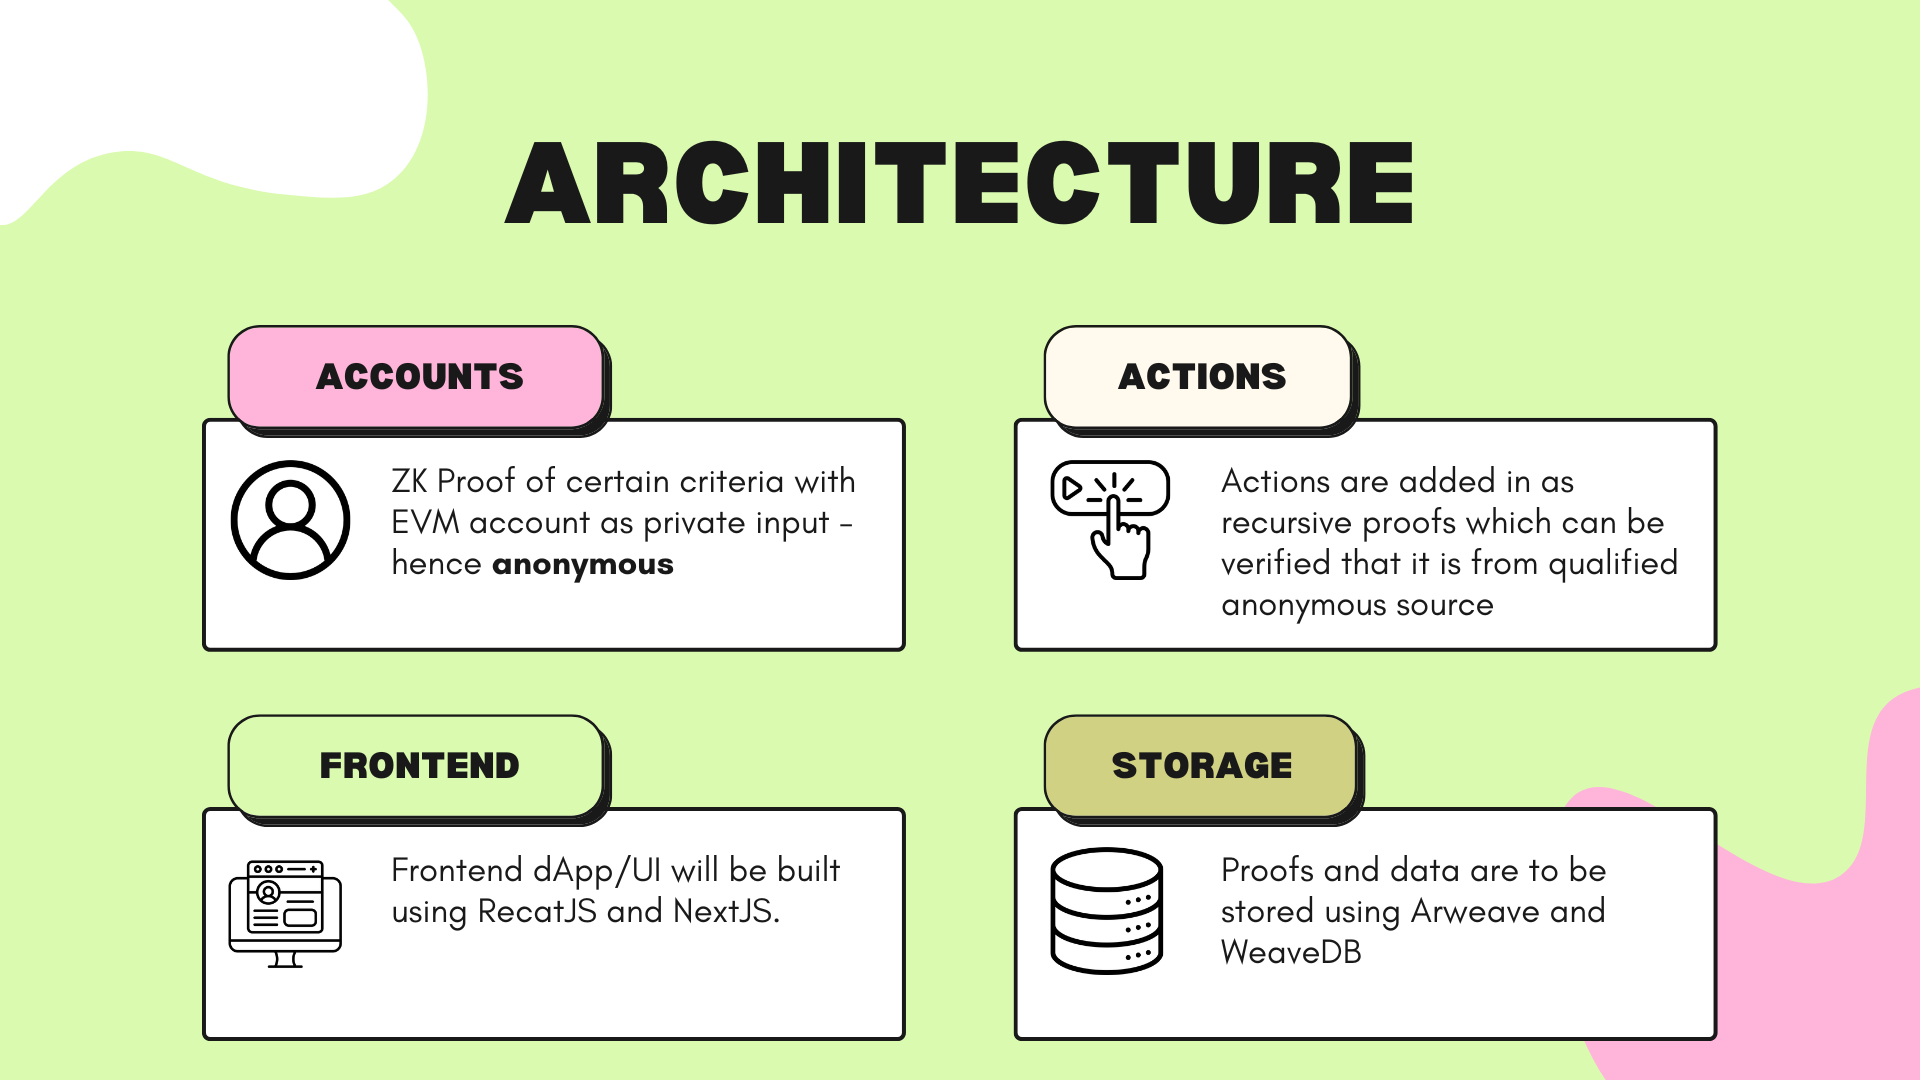 ARCHITECTURE
ACCOUNTS
ZK Proof of certain criteria with
EVM account as private input -
hence anonymous
ACTIONS
Actions are added in as
recursive proofs which can be
verified that it is from qualified
anonymous source
FRONTEND
Frontend dApp/UI will be built
using RecatJS and NextJS.
STORAGE
Proofs and data are to be
stored using Arweave and
WeaveDB